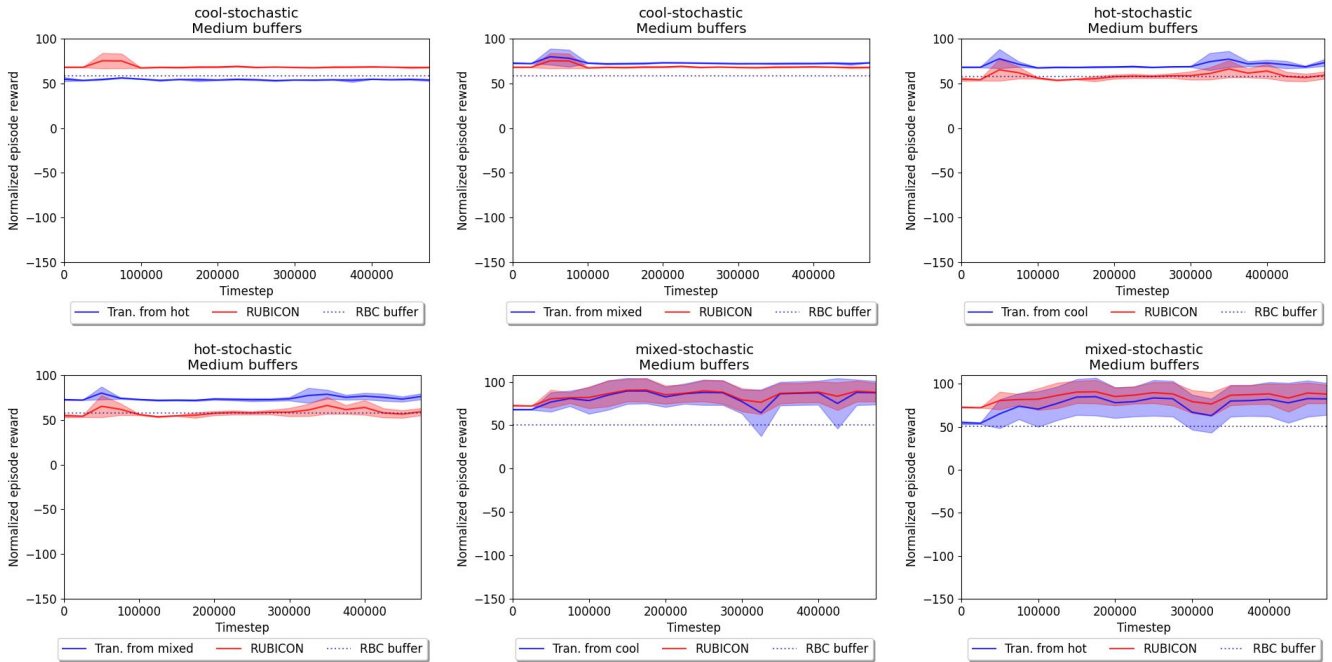 cool-stochastic
Medium buffers
Normalized episode reward
100
50
0
−50
−100
−150
0
100000
200000
300000
400000
Timestep
Tran. from hot
RUBICON
RBC buffer
cool-stochastic
Medium buffers
Normalized episode reward
100
50
0
−50
−100
−150
0
100000
200000
300000
400000
Timestep
Tran. from mixed
RUBICON
RBC buffer
hot-stochastic
Medium buffers
Normalized episode reward
100
50
0
−50
−100
−150
0
100000
200000
300000
400000
Timestep
Tran. from cool
RUBICON
RBC buffer
hot-stochastic
Medium buffers
Normalized episode reward
100
50
0
−50
−100
−150
0
100000
200000
300000
400000
Timestep
Tran. from mixed
RUBICON
RBC buffer
mixed-stochastic
Medium buffers
Normalized episode reward
100
50
0
−50
−100
−150
0
100000
200000
300000
400000
Timestep
Tran. from cool
RUBICON
RBC buffer
mixed-stochastic
Medium buffers
Normalized episode reward
100
50
0
−50
−100
−150
0
100000
200000
300000
400000
Timestep
Tran. from hot
RUBICON
RBC buffer